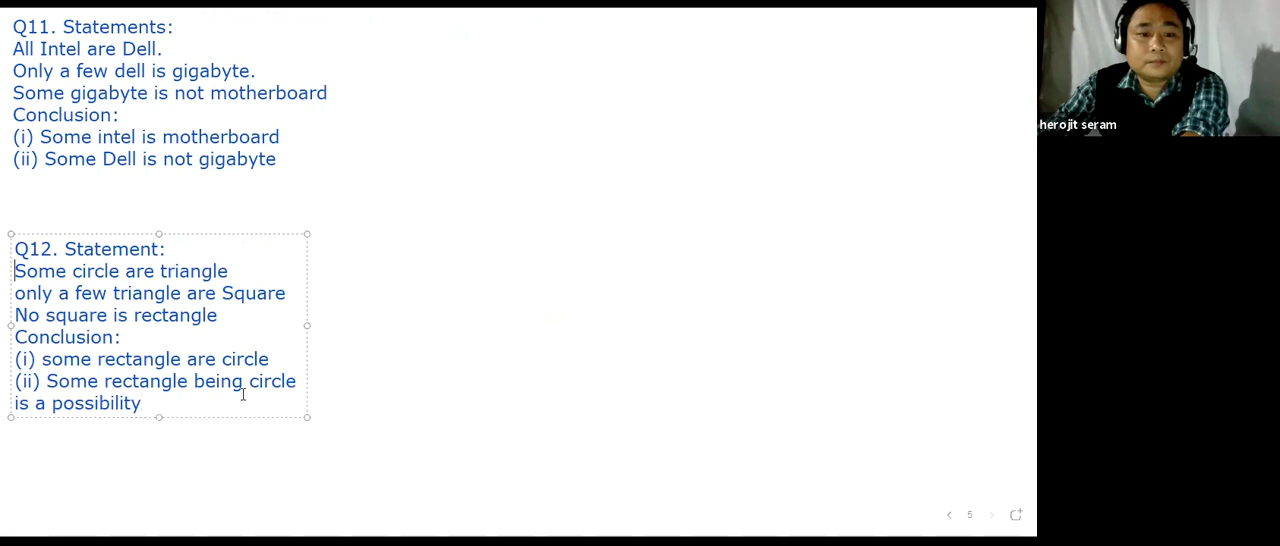 Q11. Statements:
All Intel are Dell.
Only a few dell is gigabyte.
Some gigabyte is not motherboard
Conclusion:
(i) Some intel is motherboard
(ii) Some Dell is not gigabyte
Q12. Statement:
Some circle are triangle
only a few triangle are Square
No square is rectangle
Conclusion:
(i) some rectangle are circle
(ii) Some rectangle being circle
is a possibility
herojit seram
5